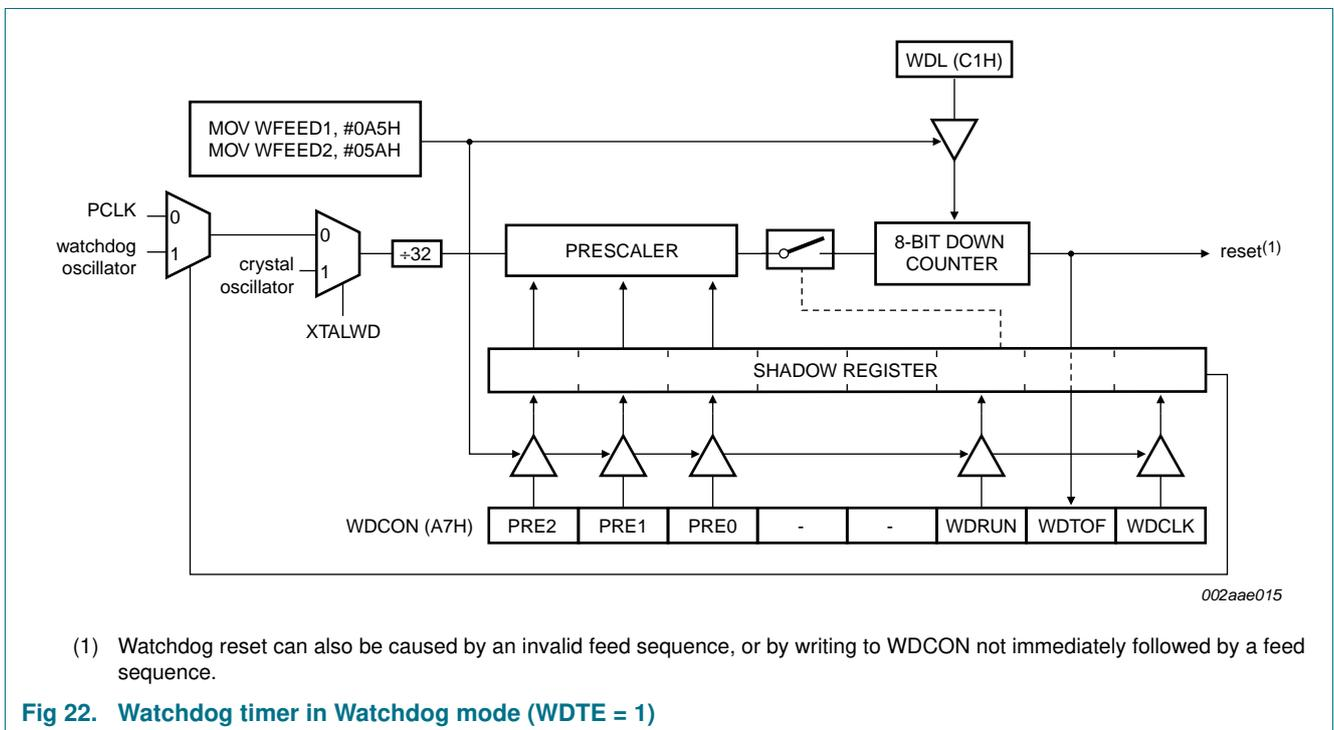 WDL (C1H)
MOV WFEED1, #0A5H
MOV WFEED2, #05AH
PCLK
0
watchdog
oscillator
1
0
crystal
oscillator
1
XTALWD
÷32
PRESCALER
8-BIT DOWN
COUNTER
reset(1)
SHADOW REGISTER
WDCON (A7H)
PRE2
PRE1
PRE0
-
-
WDRUN
WDTOF
WDCLK
002aae015
(1) Watchdog reset can also be caused by an invalid feed sequence, or by writing to WDCON not immediately followed by a feed
sequence.
Fig 22. Watchdog timer in Watchdog mode (WDTE = 1)